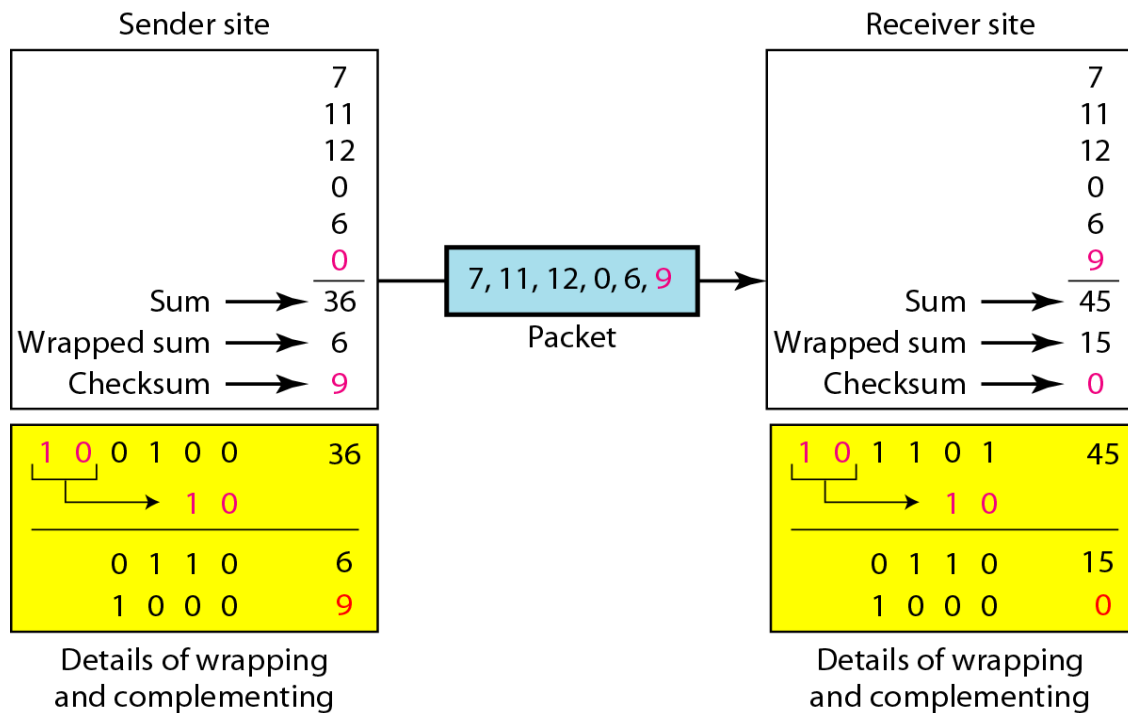 Sender site
7
11
12
0
6
0
Sum 36
Wrapped sum 6
Checksum 9
1 0 0 1 0 0 36
1 0
0 1 1 0 6
1 0 0 0 9
Details of wrapping
and complementing
7, 11, 12, 0, 6, 9
Packet
Receiver site
7
11
12
0
6
9
Sum 45
Wrapped sum 15
Checksum 0
1 0 1 1 0 1 45
1 0
0 1 1 0 15
1 0 0 0 0
Details of wrapping
and complementing